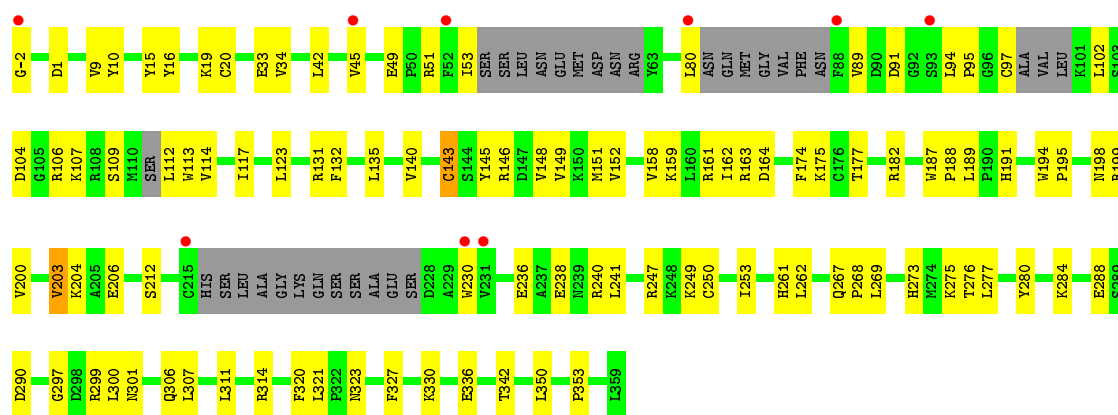 G-2 D1 V9 Y10 Y15 Y16 K19 C20 E33 V34 L42 V45 E49 P50 R51 F52 I53 SER SER LEU ASN GLU MET ASP ASN ARG Y63 L80 ASN GLN MET GLY VAL PHE ASN F88 V89 D90 D91 G92 S93 L94 P95 G96 C97 ALA VAL LEU K101 L102 S103
D104 G105 R106 K107 R108 S109 M110 SER L112 W113 V114 I117 L123 R131 F132 L135 V140 C143 S144 Y145 R146 D147 V148 V149 K150 M151 V152 V158 K159 L160 R161 I162 R163 D164 F174 K175 C176 T177 R182 W187 P188 L189 P190 H191 W194 P195 N198
V200 V203 K204 A205 E206 S212 C215 HIS SER LEU ALA GLY LYS GLN SER SER ALA GLU SER D228 A229 W230 V231 E236 A237 E238 N239 R240 L241 R247 K248 K249 C250 I253 H261 L262 Q267 P268 L269 H273 M274 K275 T276 L277 Y280 K284 E288
D290 G297 D298 R299 L300 N301 Q306 L307 L311 R314 F320 L321 P322 N323 F327 K330 E336 T342 L350 P353 L359